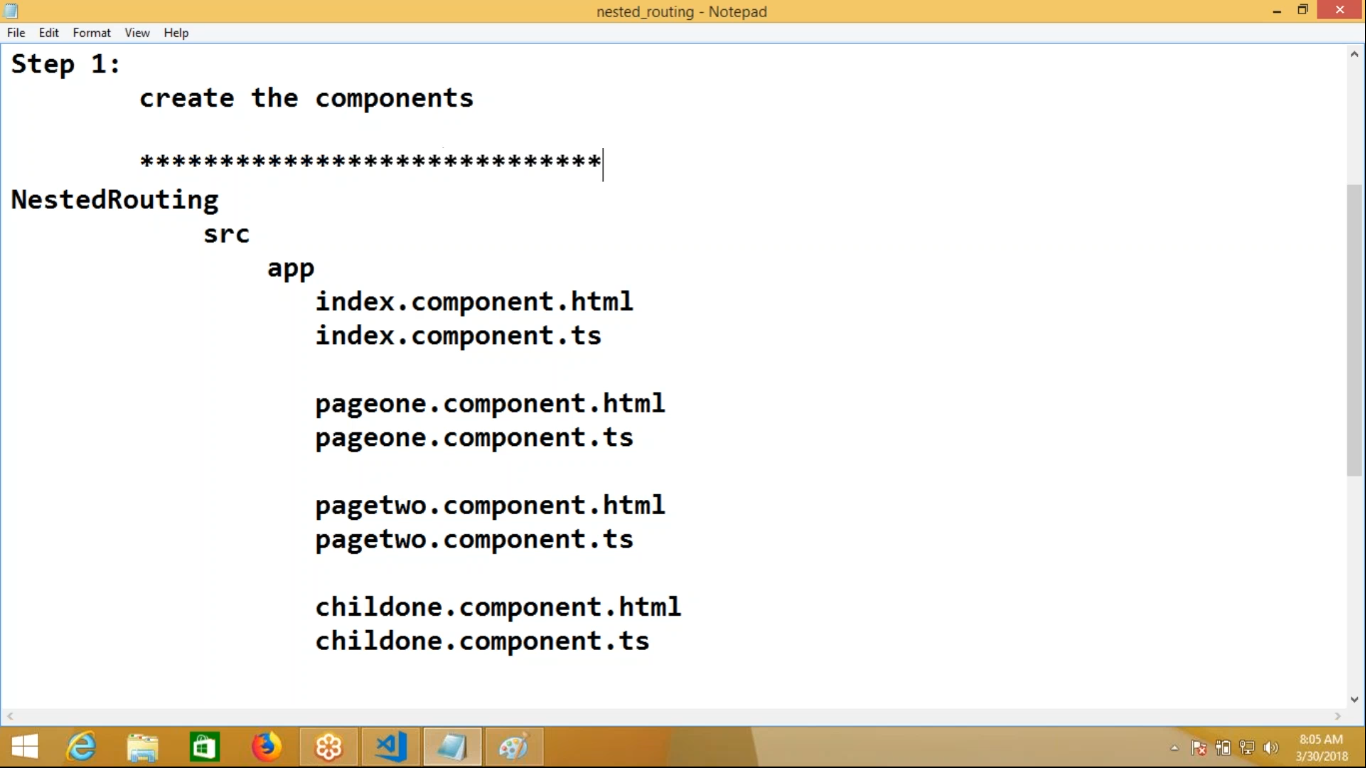 nested_routing - Notepad
File Edit Format View Help
Step 1:
create the components
*****************************
NestedRouting
src
app
index.component.html
index.component.ts
pageone.component.html
pageone.component.ts
pagetwo.component.html
pagetwo.component.ts
childone.component.html
childone.component.ts
8:05 AM
3/30/2018